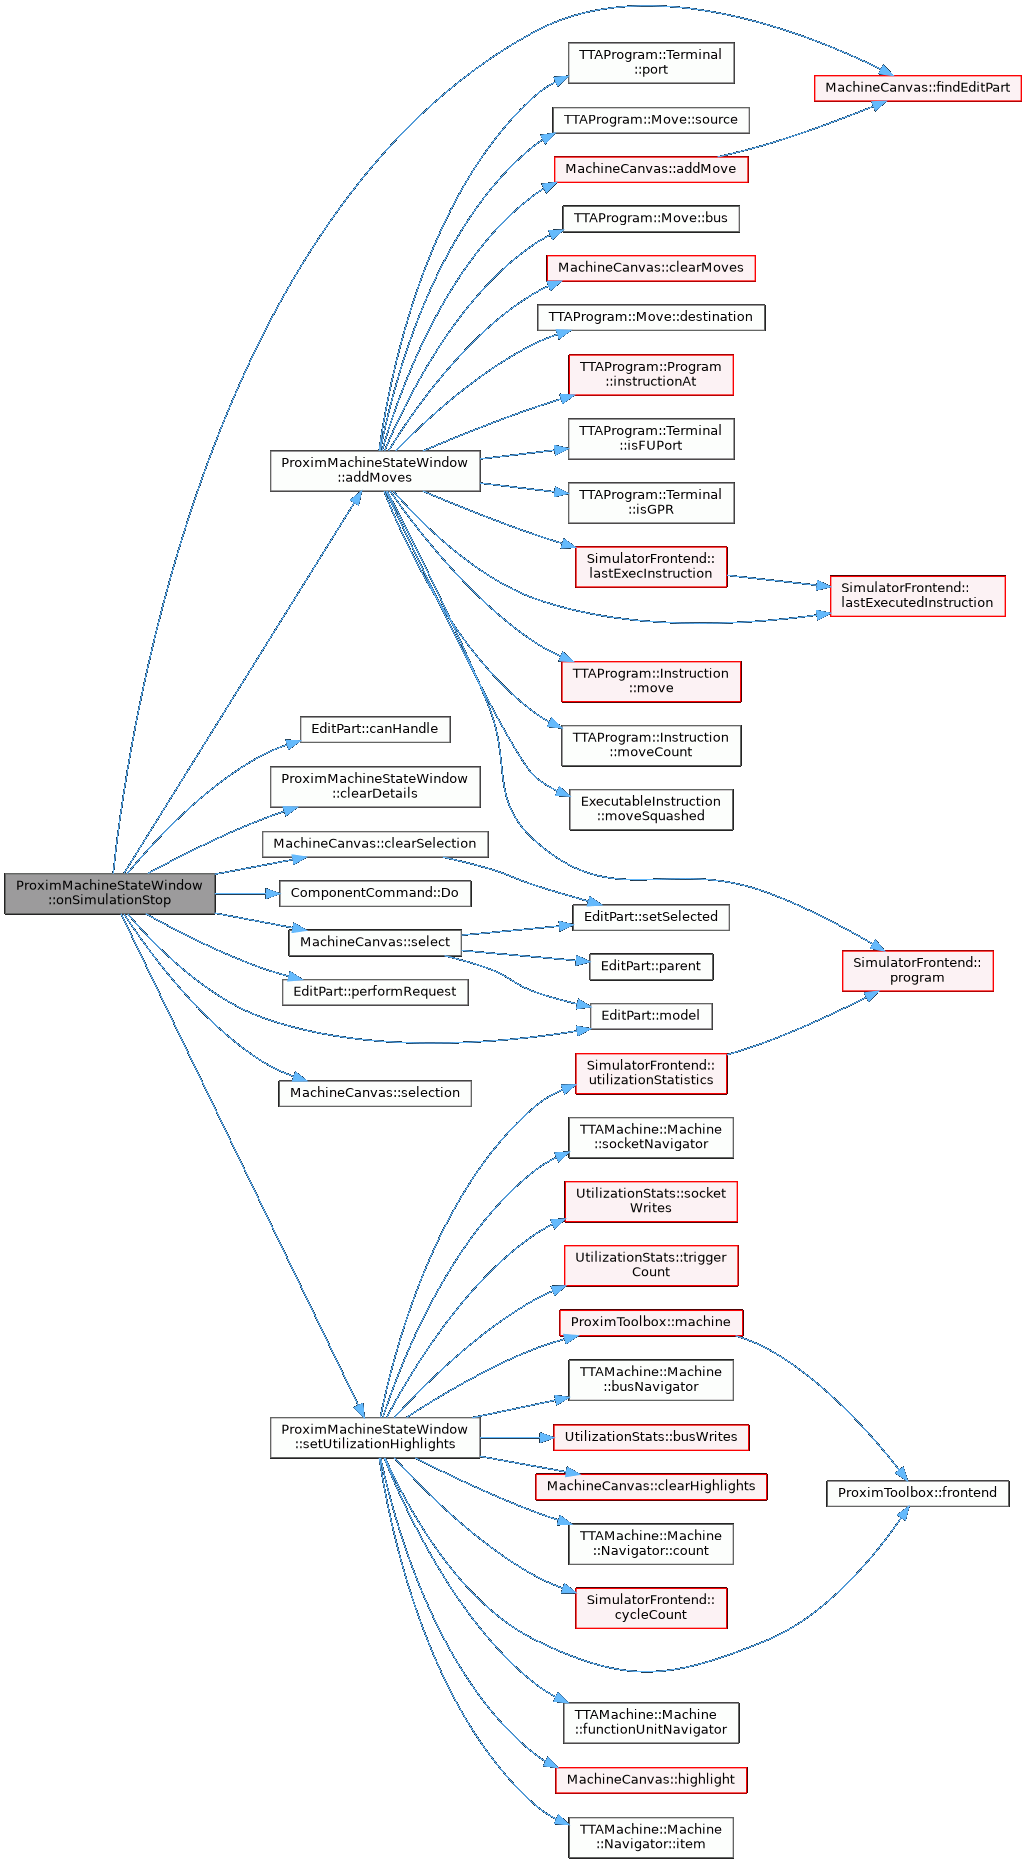 TTAProgram::Terminal
::port
MachineCanvas::findEditPart
TTAProgram::Move::source
MachineCanvas::addMove
TTAProgram::Move::bus
MachineCanvas::clearMoves
TTAProgram::Move::destination
TTAProgram::Program
::instructionAt
TTAProgram::Terminal
::isFUPort
ProximMachineStateWindow
::addMoves
TTAProgram::Terminal
::isGPR
SimulatorFrontend::
lastExecInstruction
SimulatorFrontend::
lastExecutedInstruction
TTAProgram::Instruction
::move
EditPart::canHandle
TTAProgram::Instruction
::moveCount
ProximMachineStateWindow
::clearDetails
ExecutableInstruction
::moveSquashed
MachineCanvas::clearSelection
ProximMachineStateWindow
::onSimulationStop
ComponentCommand::Do
EditPart::setSelected
MachineCanvas::select
EditPart::parent
SimulatorFrontend::
program
EditPart::performRequest
EditPart::model
SimulatorFrontend::
utilizationStatistics
MachineCanvas::selection
TTAMachine::Machine
::socketNavigator
UtilizationStats::socket
Writes
UtilizationStats::trigger
Count
ProximToolbox::machine
TTAMachine::Machine
::busNavigator
ProximMachineStateWindow
::setUtilizationHighlights
UtilizationStats::busWrites
MachineCanvas::clearHighlights
ProximToolbox::frontend
TTAMachine::Machine
::Navigator::count
SimulatorFrontend::
cycleCount
TTAMachine::Machine
::functionUnitNavigator
MachineCanvas::highlight
TTAMachine::Machine
::Navigator::item